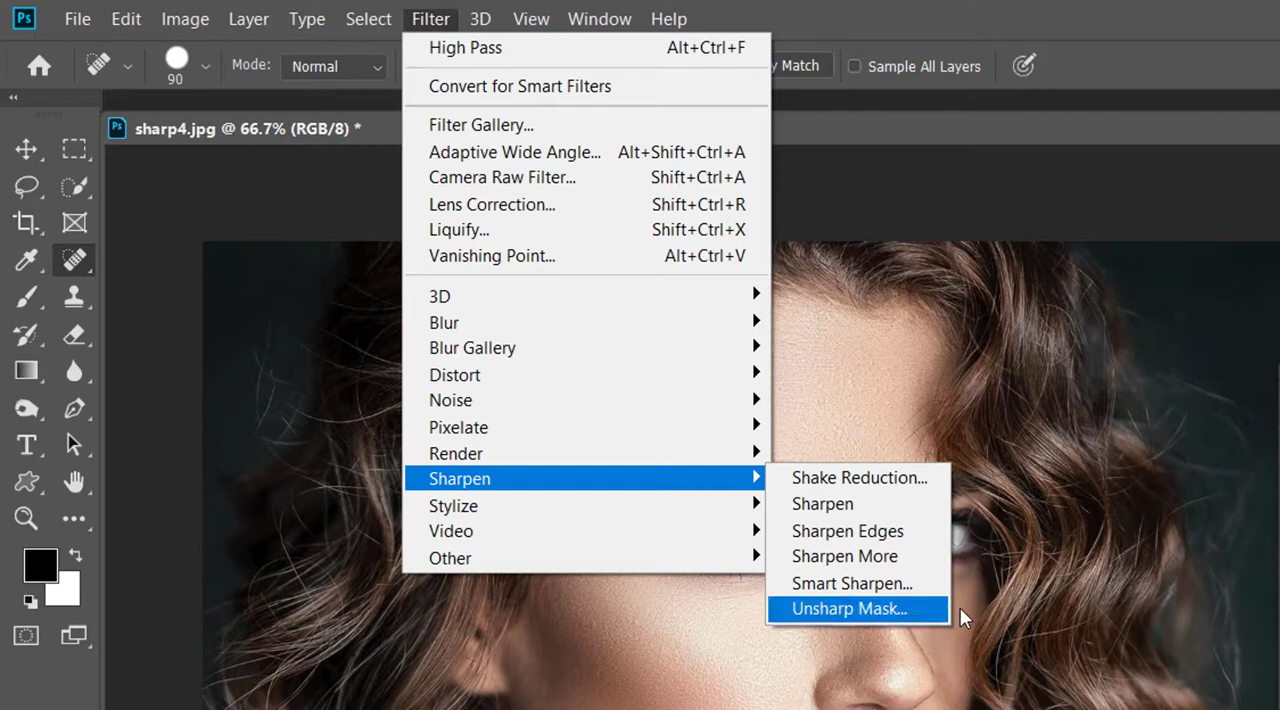 Ps File Edit Image Layer Type Select Filter 3D View Window Help
90 Mode: Normal y Match Sample All Layers
Ps sharp4.jpg @ 66.7% (RGB/8) *
High Pass Alt+Ctrl+F
Convert for Smart Filters
Filter Gallery...
Adaptive Wide Angle... Alt+Shift+Ctrl+A
Camera Raw Filter... Shift+Ctrl+A
Lens Correction... Shift+Ctrl+R
Liquify... Shift+Ctrl+X
Vanishing Point... Alt+Ctrl+V
3D
Blur
Blur Gallery
Distort
Noise
Pixelate
Render
Sharpen
Stylize
Video
Other
Shake Reduction...
Sharpen
Sharpen Edges
Sharpen More
Smart Sharpen...
Unsharp Mask...